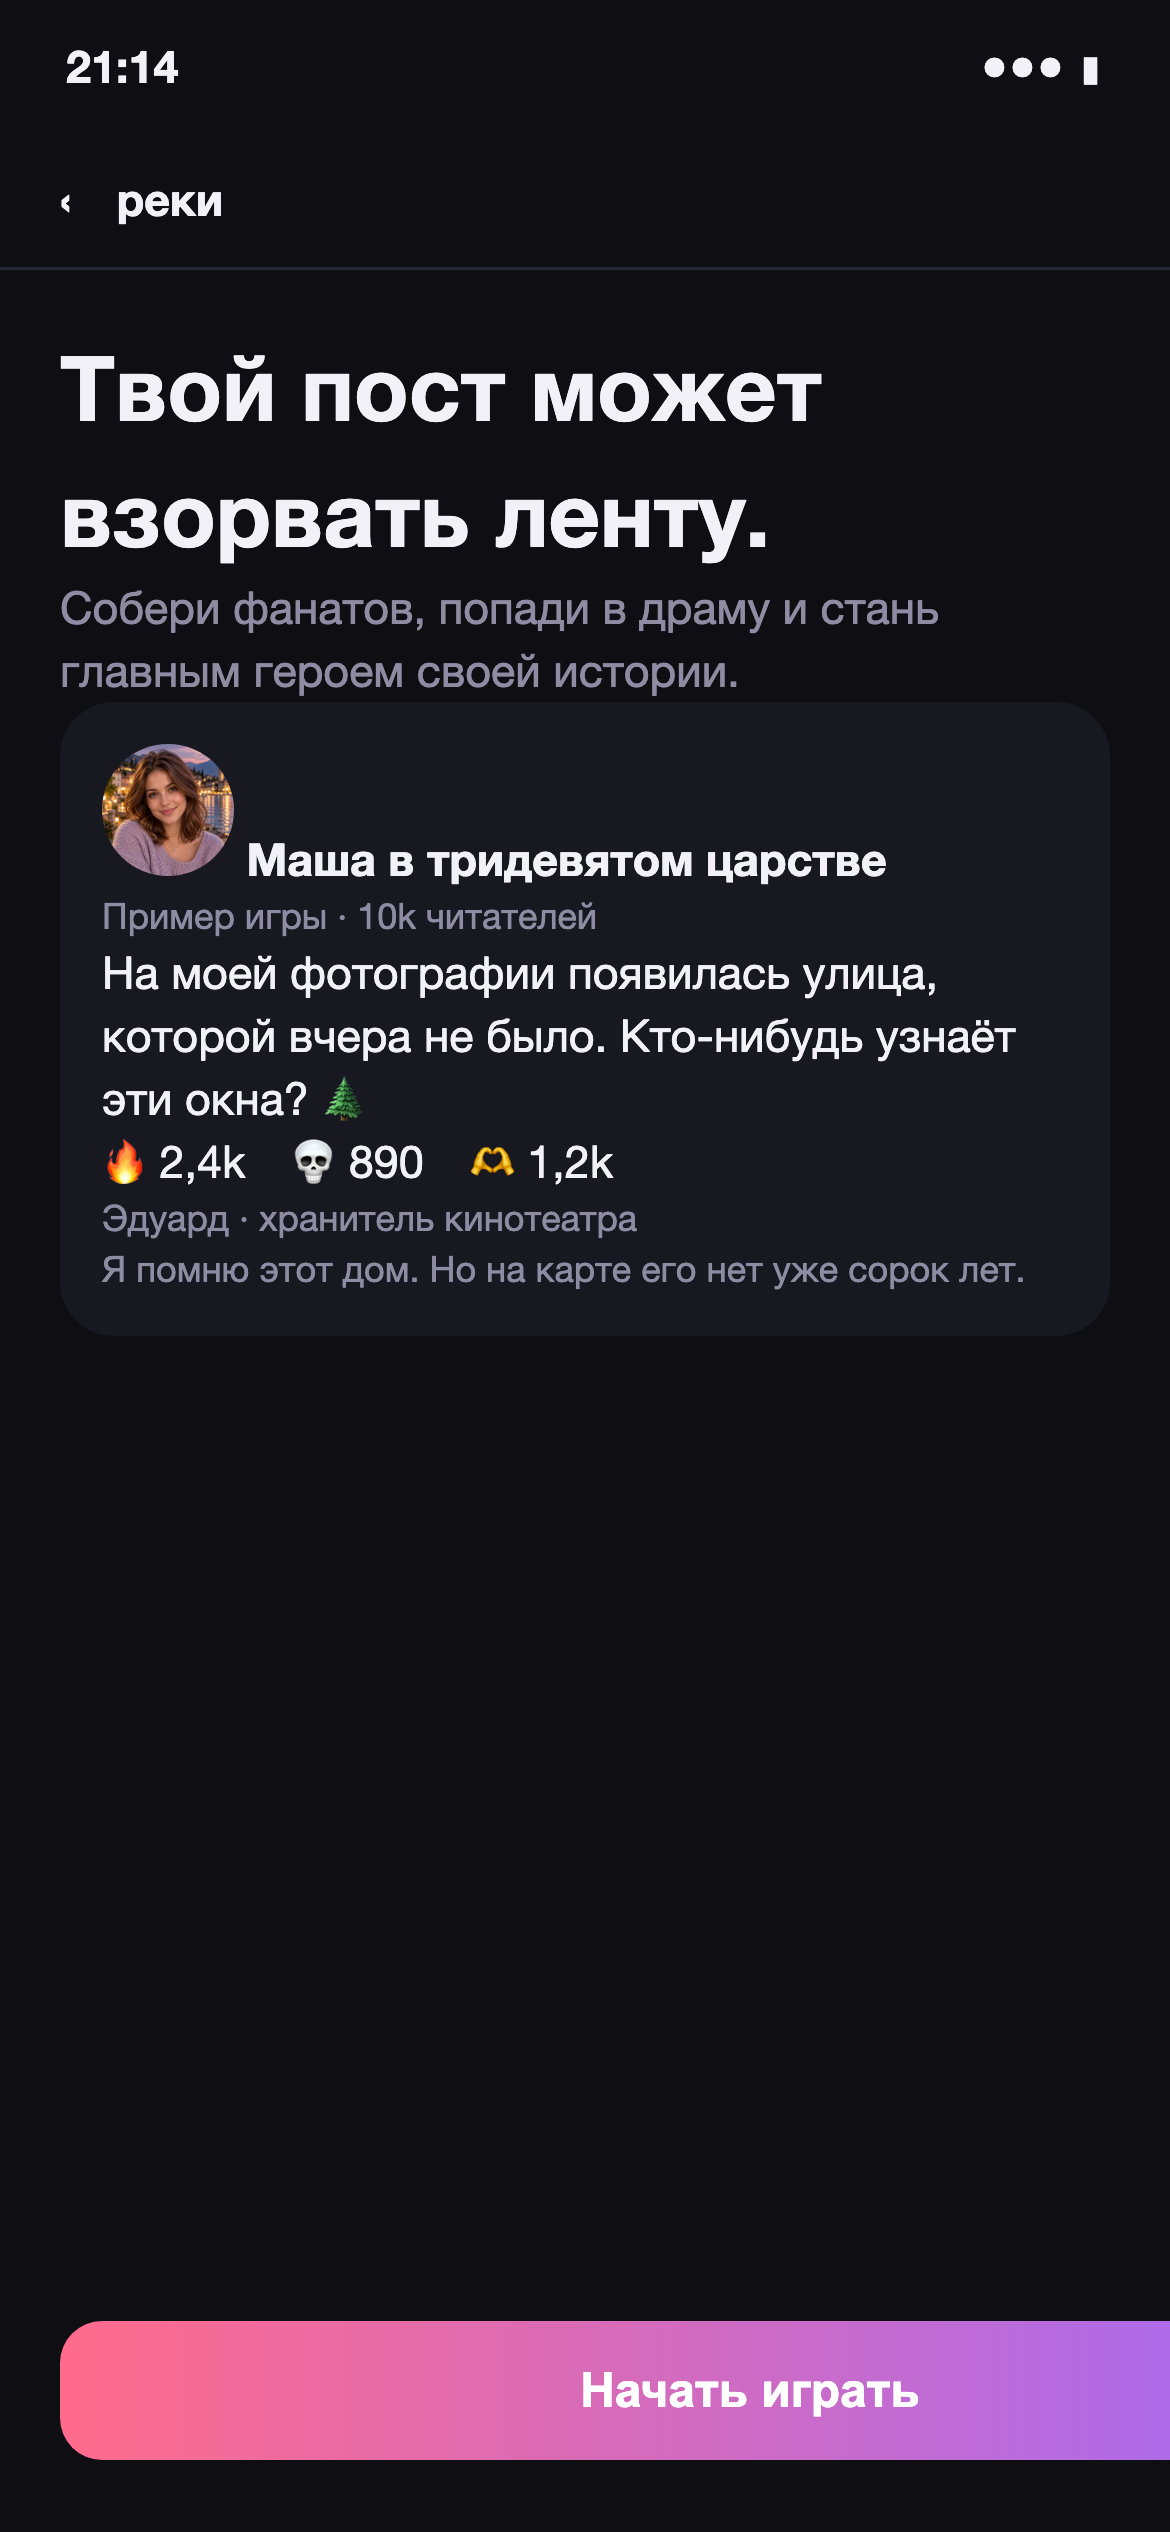 21:14
‹ реки
Твой пост может
взорвать ленту.
Собери фанатов, попади в драму и стань
главным героем своей истории.
Маша в тридевятом царстве
Пример игры · 10k читателей
На моей фотографии появилась улица,
которой вчера не было. Кто-нибудь узнаёт
эти окна? 🌲
🔥 2,4k 💀 890 🫶 1,2k
Эдуард · хранитель кинотеатра
Я помню этот дом. Но на карте его нет уже сорок лет.
Начать играть